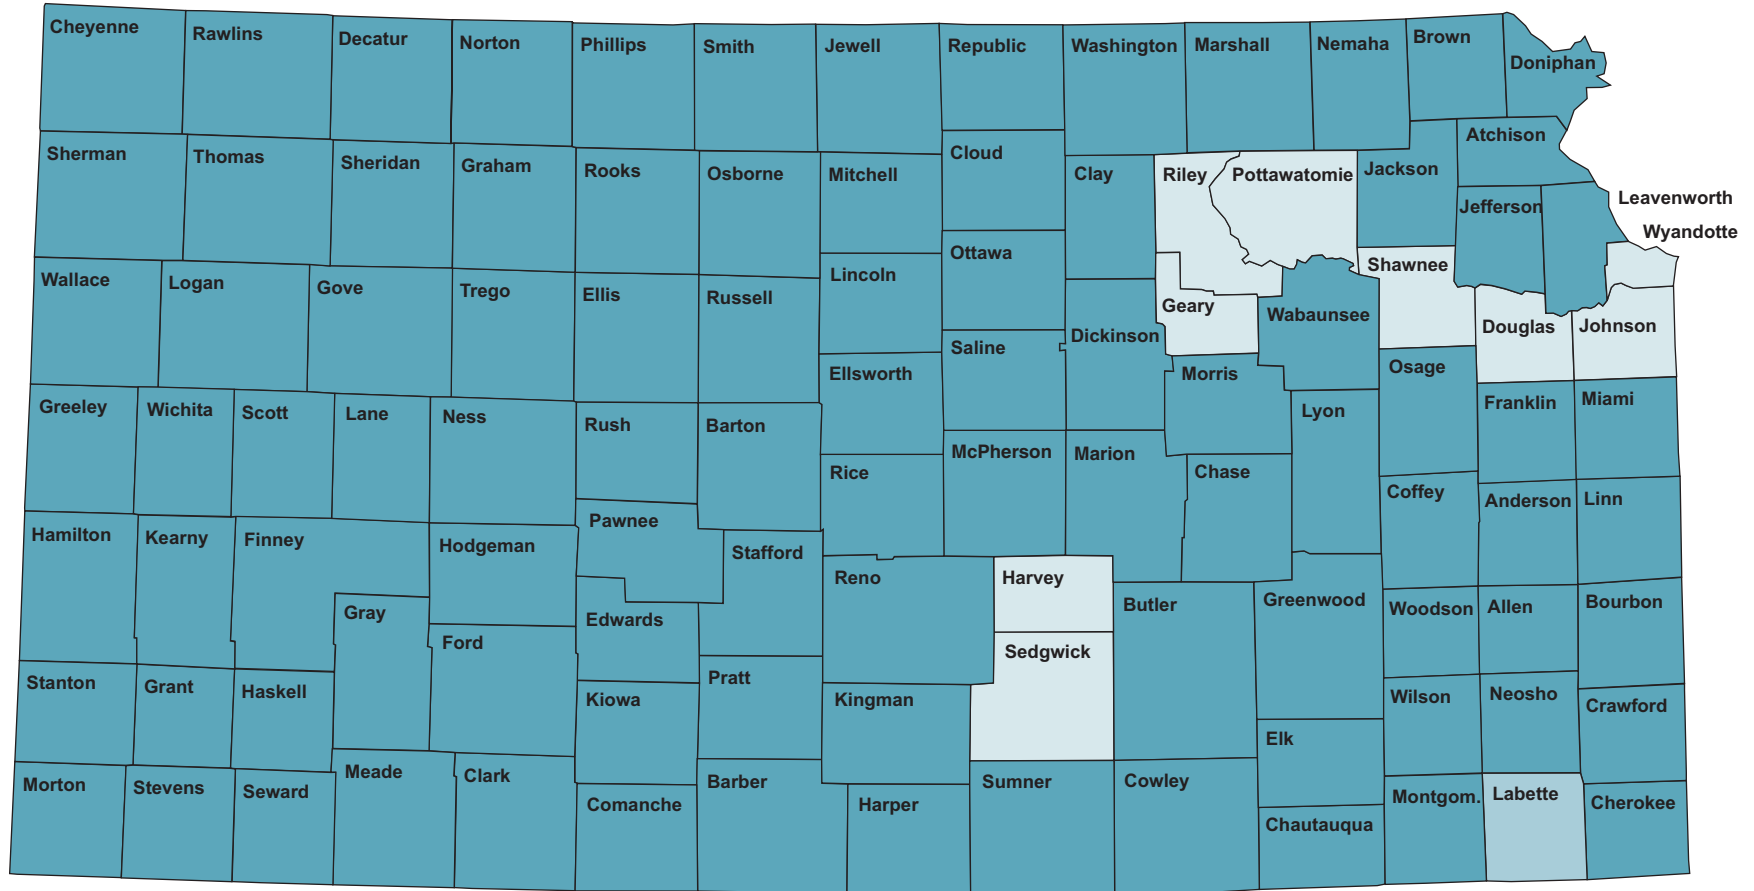 Cheyenne
Rawlins
Decatur
Norton
Phillips
Smith
Jewell
Republic
Washington
Marshall
Nemaha
Brown
Doniphan
Sherman
Thomas
Sheridan
Graham
Rooks
Osborne
Mitchell
Cloud
Clay
Riley
Pottawatomie
Jackson
Atchison
Jefferson
Leavenworth
Wyandotte
Wallace
Logan
Gove
Trego
Ellis
Russell
Lincoln
Ottawa
Saline
Dickinson
Geary
Wabaunsee
Shawnee
Douglas
Johnson
Greeley
Wichita
Scott
Lane
Ness
Rush
Barton
Ellsworth
Rice
McPherson
Marion
Morris
Chase
Lyon
Osage
Franklin
Miami
Coffey
Anderson
Linn
Hamilton
Kearny
Finney
Hodgeman
Pawnee
Stafford
Reno
Harvey
Butler
Greenwood
Woodson
Allen
Bourbon
Gray
Ford
Edwards
Sedgwick
Stanton
Grant
Haskell
Kiowa
Pratt
Kingman
Elk
Wilson
Neosho
Crawford
Morton
Stevens
Seward
Meade
Clark
Comanche
Barber
Harper
Sumner
Cowley
Chautauqua
Montgom.
Labette
Cherokee